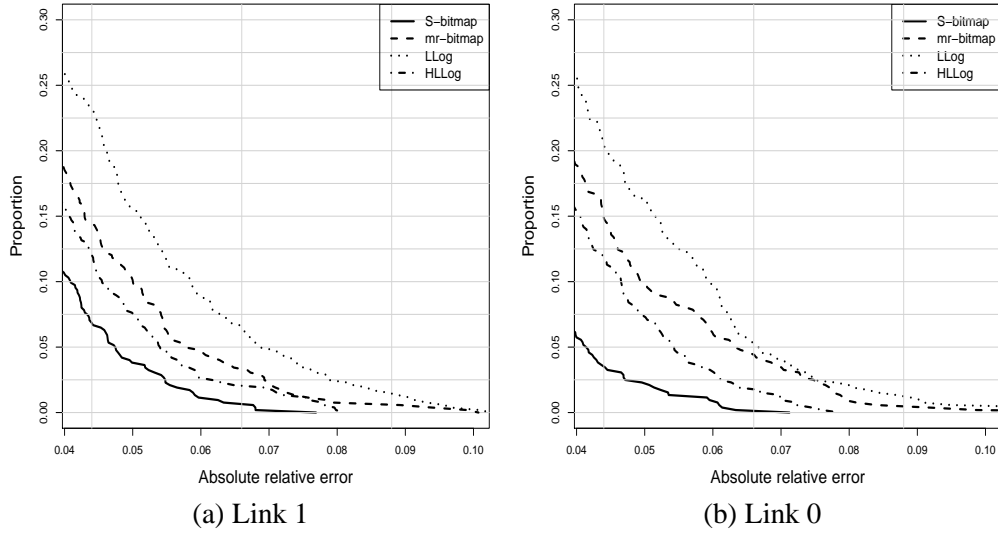 S−bitmap
mr−bitmap
LLog
HLLog
0.30
0.25
0.20
0.15
0.10
0.05
0.00
Proportion
0.04 0.05 0.06 0.07 0.08 0.09 0.10
Absolute relative error
(a) Link 1
S−bitmap
mr−bitmap
LLog
HLLog
0.30
0.25
0.20
0.15
0.10
0.05
0.00
Proportion
0.04 0.05 0.06 0.07 0.08 0.09 0.10
Absolute relative error
(b) Link 0